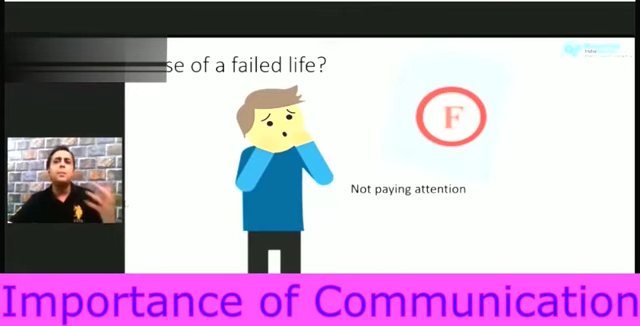 se of a failed life?
F
Not paying attention
Importance of Communication